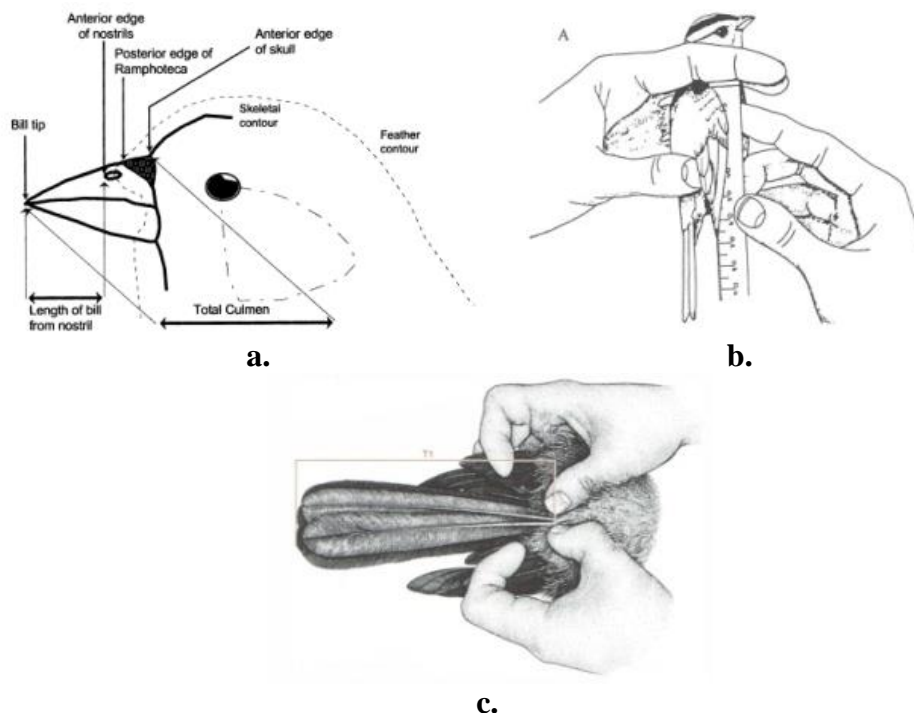 Anterior edge
of nostrils
Anterior edge
of skull
Posterior edge of
Ramphoteca
Bill tip
Skeletal
contour
Feather
contour
Length of bill
from nostril
Total Culmen
a.
A
b.
T1
c.